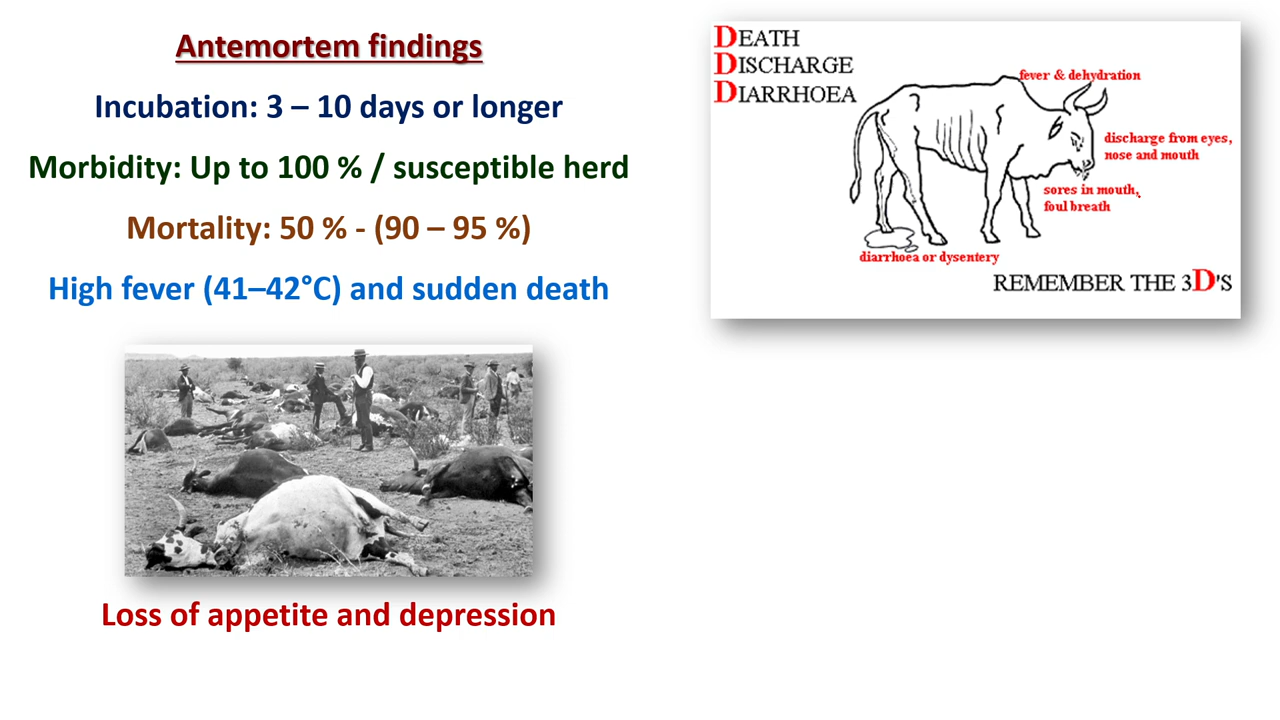 Antemortem findings
Incubation: 3 – 10 days or longer
Morbidity: Up to 100 % / susceptible herd
Mortality: 50 % - (90 – 95 %)
High fever (41–42°C) and sudden death
Loss of appetite and depression
DEATH
DISCHARGE
DIARRHOEA
fever & dehydration
discharge from eyes,
nose and mouth
sores in mouth,
foul breath
diarrhoea or dysentery
REMEMBER THE 3D'S